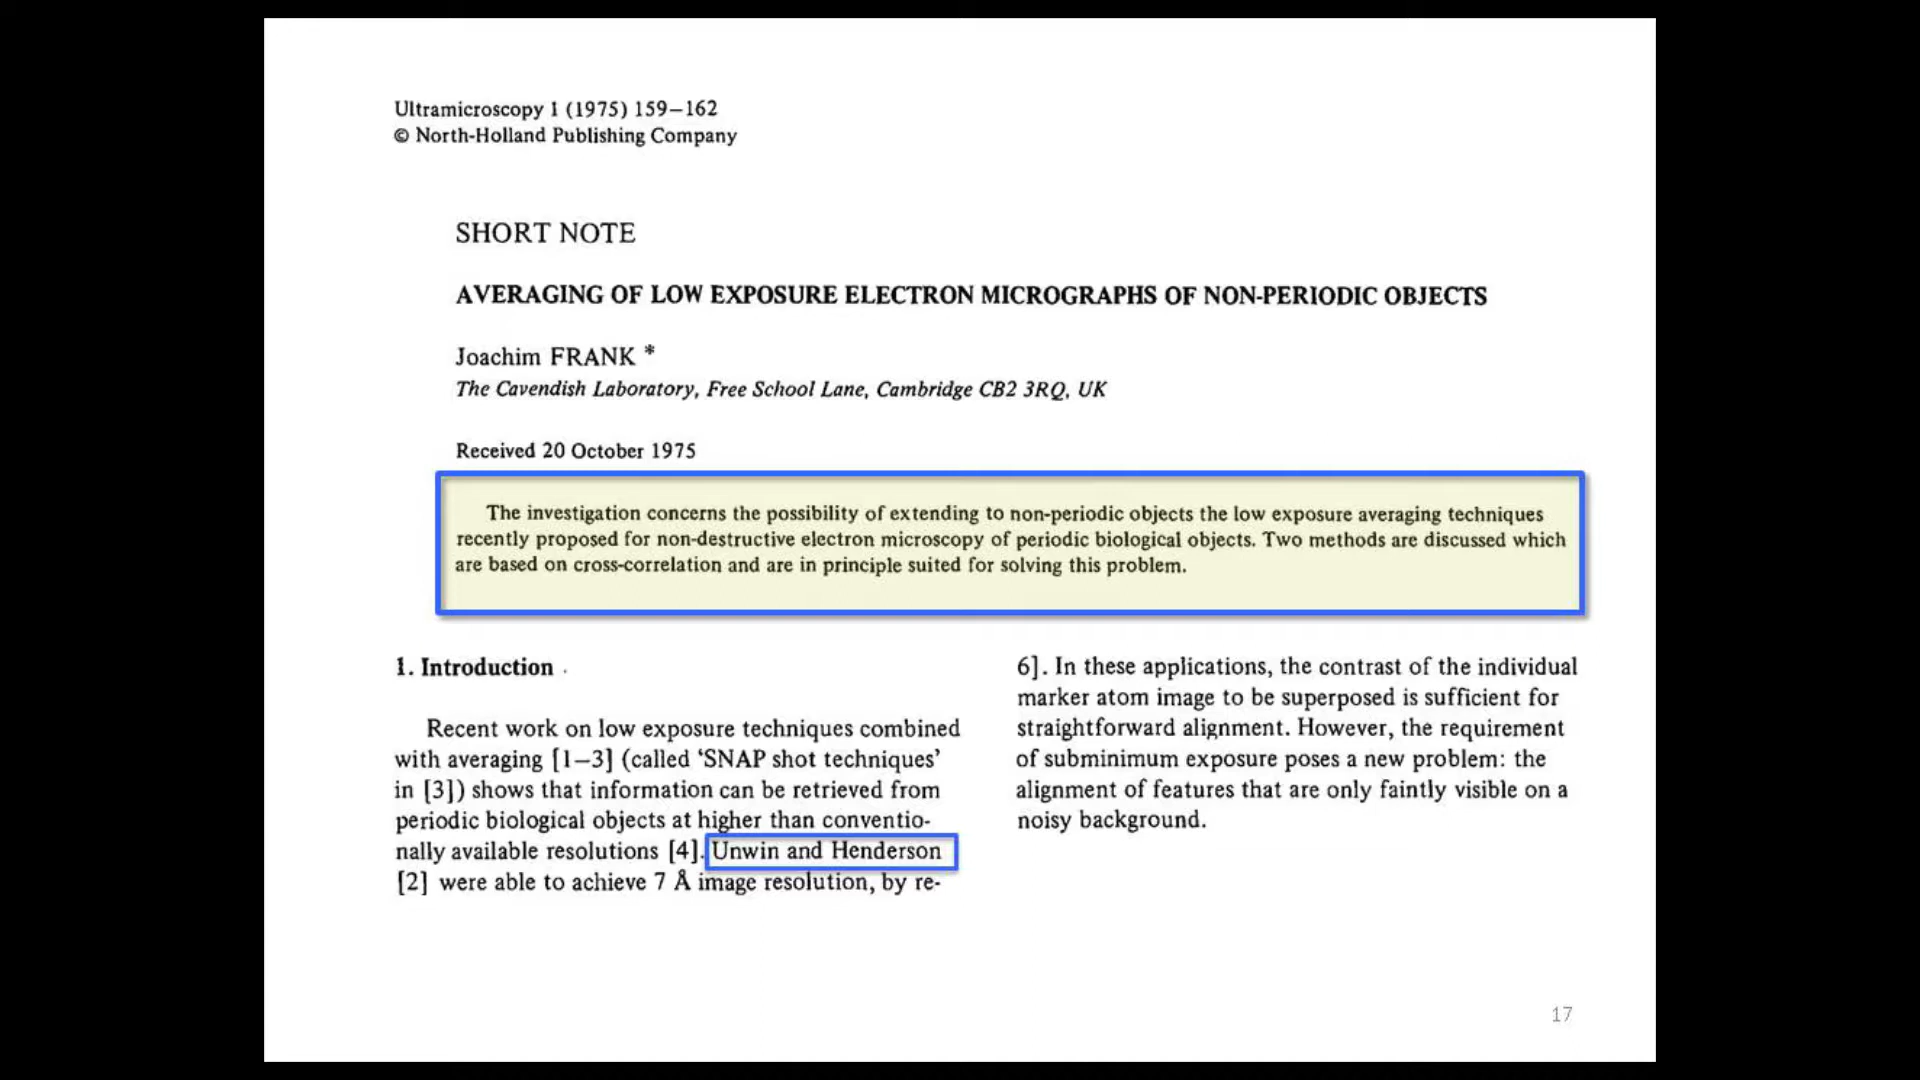 Ultramicroscopy 1 (1975) 159–162
© North-Holland Publishing Company
SHORT NOTE
AVERAGING OF LOW EXPOSURE ELECTRON MICROGRAPHS OF NON-PERIODIC OBJECTS
Joachim FRANK *
The Cavendish Laboratory, Free School Lane, Cambridge CB2 3RQ, UK
Received 20 October 1975
The investigation concerns the possibility of extending to non-periodic objects the low exposure averaging techniques
recently proposed for non-destructive electron microscopy of periodic biological objects. Two methods are discussed which
are based on cross-correlation and are in principle suited for solving this problem.
1. Introduction
Recent work on low exposure techniques combined
with averaging [1–3] (called ‘SNAP shot techniques’
in [3]) shows that information can be retrieved from
periodic biological objects at higher than conventio-
nally available resolutions [4]. Unwin and Henderson
[2] were able to achieve 7 Å image resolution, by re-
6]. In these applications, the contrast of the individual
marker atom image to be superposed is sufficient for
straightforward alignment. However, the requirement
of subminimum exposure poses a new problem: the
alignment of features that are only faintly visible on a
noisy background.
17